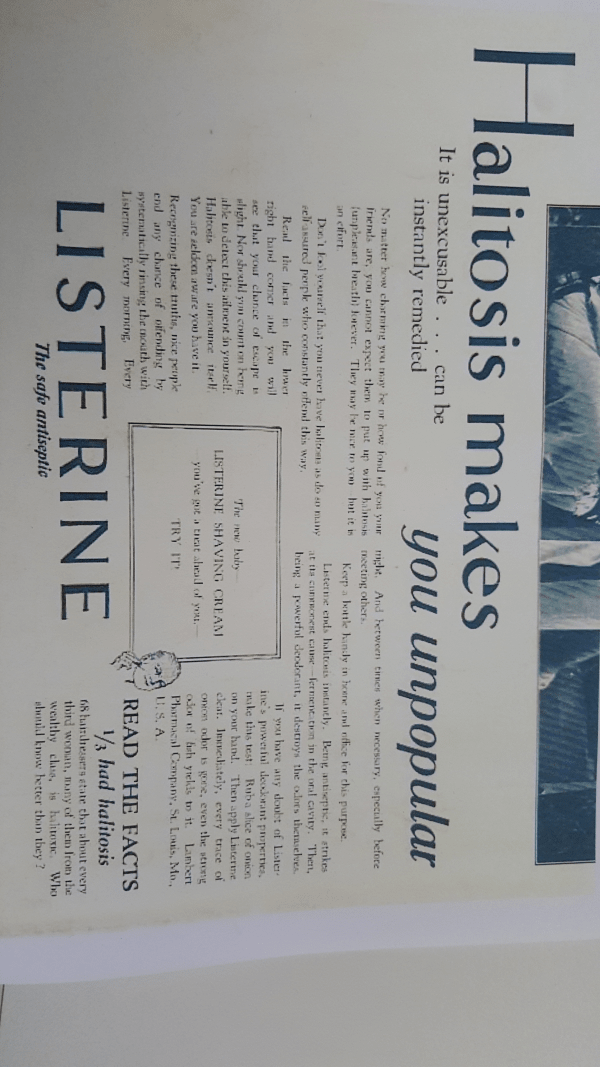 Halitosis makes
you unpopular
It is unexcusable . . . can be
instantly remedied
No matter how charming you may be or how fond of you your
friends are, you cannot expect them to put up with halitosis
(unpleasant breath) forever. They may be nice to you—but it is
an effort.
Don't fool yourself that you never have halitosis as do so many
self-assured people who constantly offend this way.
Read the facts in the lower
right hand corner and you will
see that your chance of escape is
slight. Nor should you count on being
able to detect this ailment in yourself.
Halitosis doesn't announce itself.
You are seldom aware you have it.
Recognizing these truths, nice people
end any chance of offending by
systematically rinsing the mouth with
Listerine. Every morning. Every
night. And between times when necessary, especially before
meeting others.
Keep a bottle handy in home and office for this purpose.
Listerine ends halitosis instantly. Being antiseptic, it strikes
at its commonest cause—fermentation in the oral cavity. Then,
being a powerful deodorant, it destroys the odors themselves.
If you have any doubt of Lister-
ine's powerful deodorant properties,
make this test: Rub a slice of onion
on your hand. Then apply Listerine
clear. Immediately, every trace of
onion odor is gone, even the strong
odor of fish yields to it. Lambert
Pharmacal Company, St. Louis, Mo.,
U. S. A.
The new baby—
LISTERINE SHAVING CREAM
—you've got a treat ahead of you:—
TRY IT!
READ THE FACTS
1/3 had halitosis
68 hairdressers state that about every
third woman, many of them from the
wealthy class, is halitoxic. Who
should know better than they?
LISTERINE
The safe antiseptic